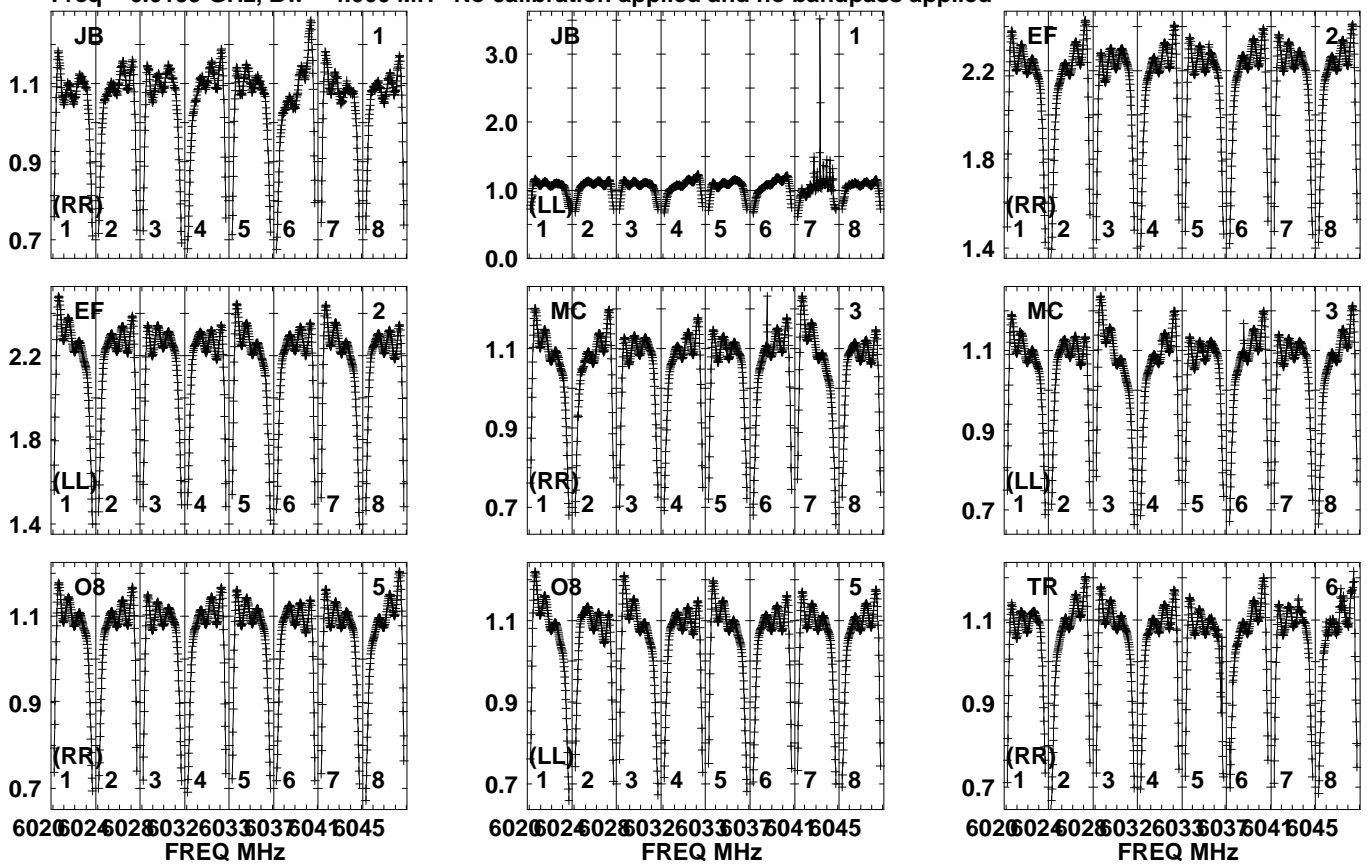 Freq GHz, Bw MH No calibration applied and no bandpass applied
JB 1
1.1
0.9
0.7
(RR)
1 2 3 4 5 6 7 8
JB 1
3.0
2.0
1.0
0.0
(LL)
1 2 3 4 5 6 7 8
EF 2
2.2
1.8
1.4
(RR)
1 2 3 4 5 6 7 8
EF 2
2.2
1.8
1.4
(LL)
1 2 3 4 5 6 7 8
MC 3
1.1
0.9
0.7
(RR)
1 2 3 4 5 6 7 8
MC 3
1.1
0.9
0.7
(LL)
1 2 3 4 5 6 7 8
O8 5
1.1
0.9
0.7
(RR)
1 2 3 4 5 6 7 8
6020 6024 6028 6032 6033 6037 6041 6045
FREQ MHz
O8 5
1.1
0.9
0.7
(LL)
1 2 3 4 5 6 7 8
6020 6024 6028 6032 6033 6037 6041 6045
FREQ MHz
TR 6
1.1
0.9
0.7
(RR)
1 2 3 4 5 6 7 8
6020 6024 6028 6032 6033 6037 6041 6045
FREQ MHz